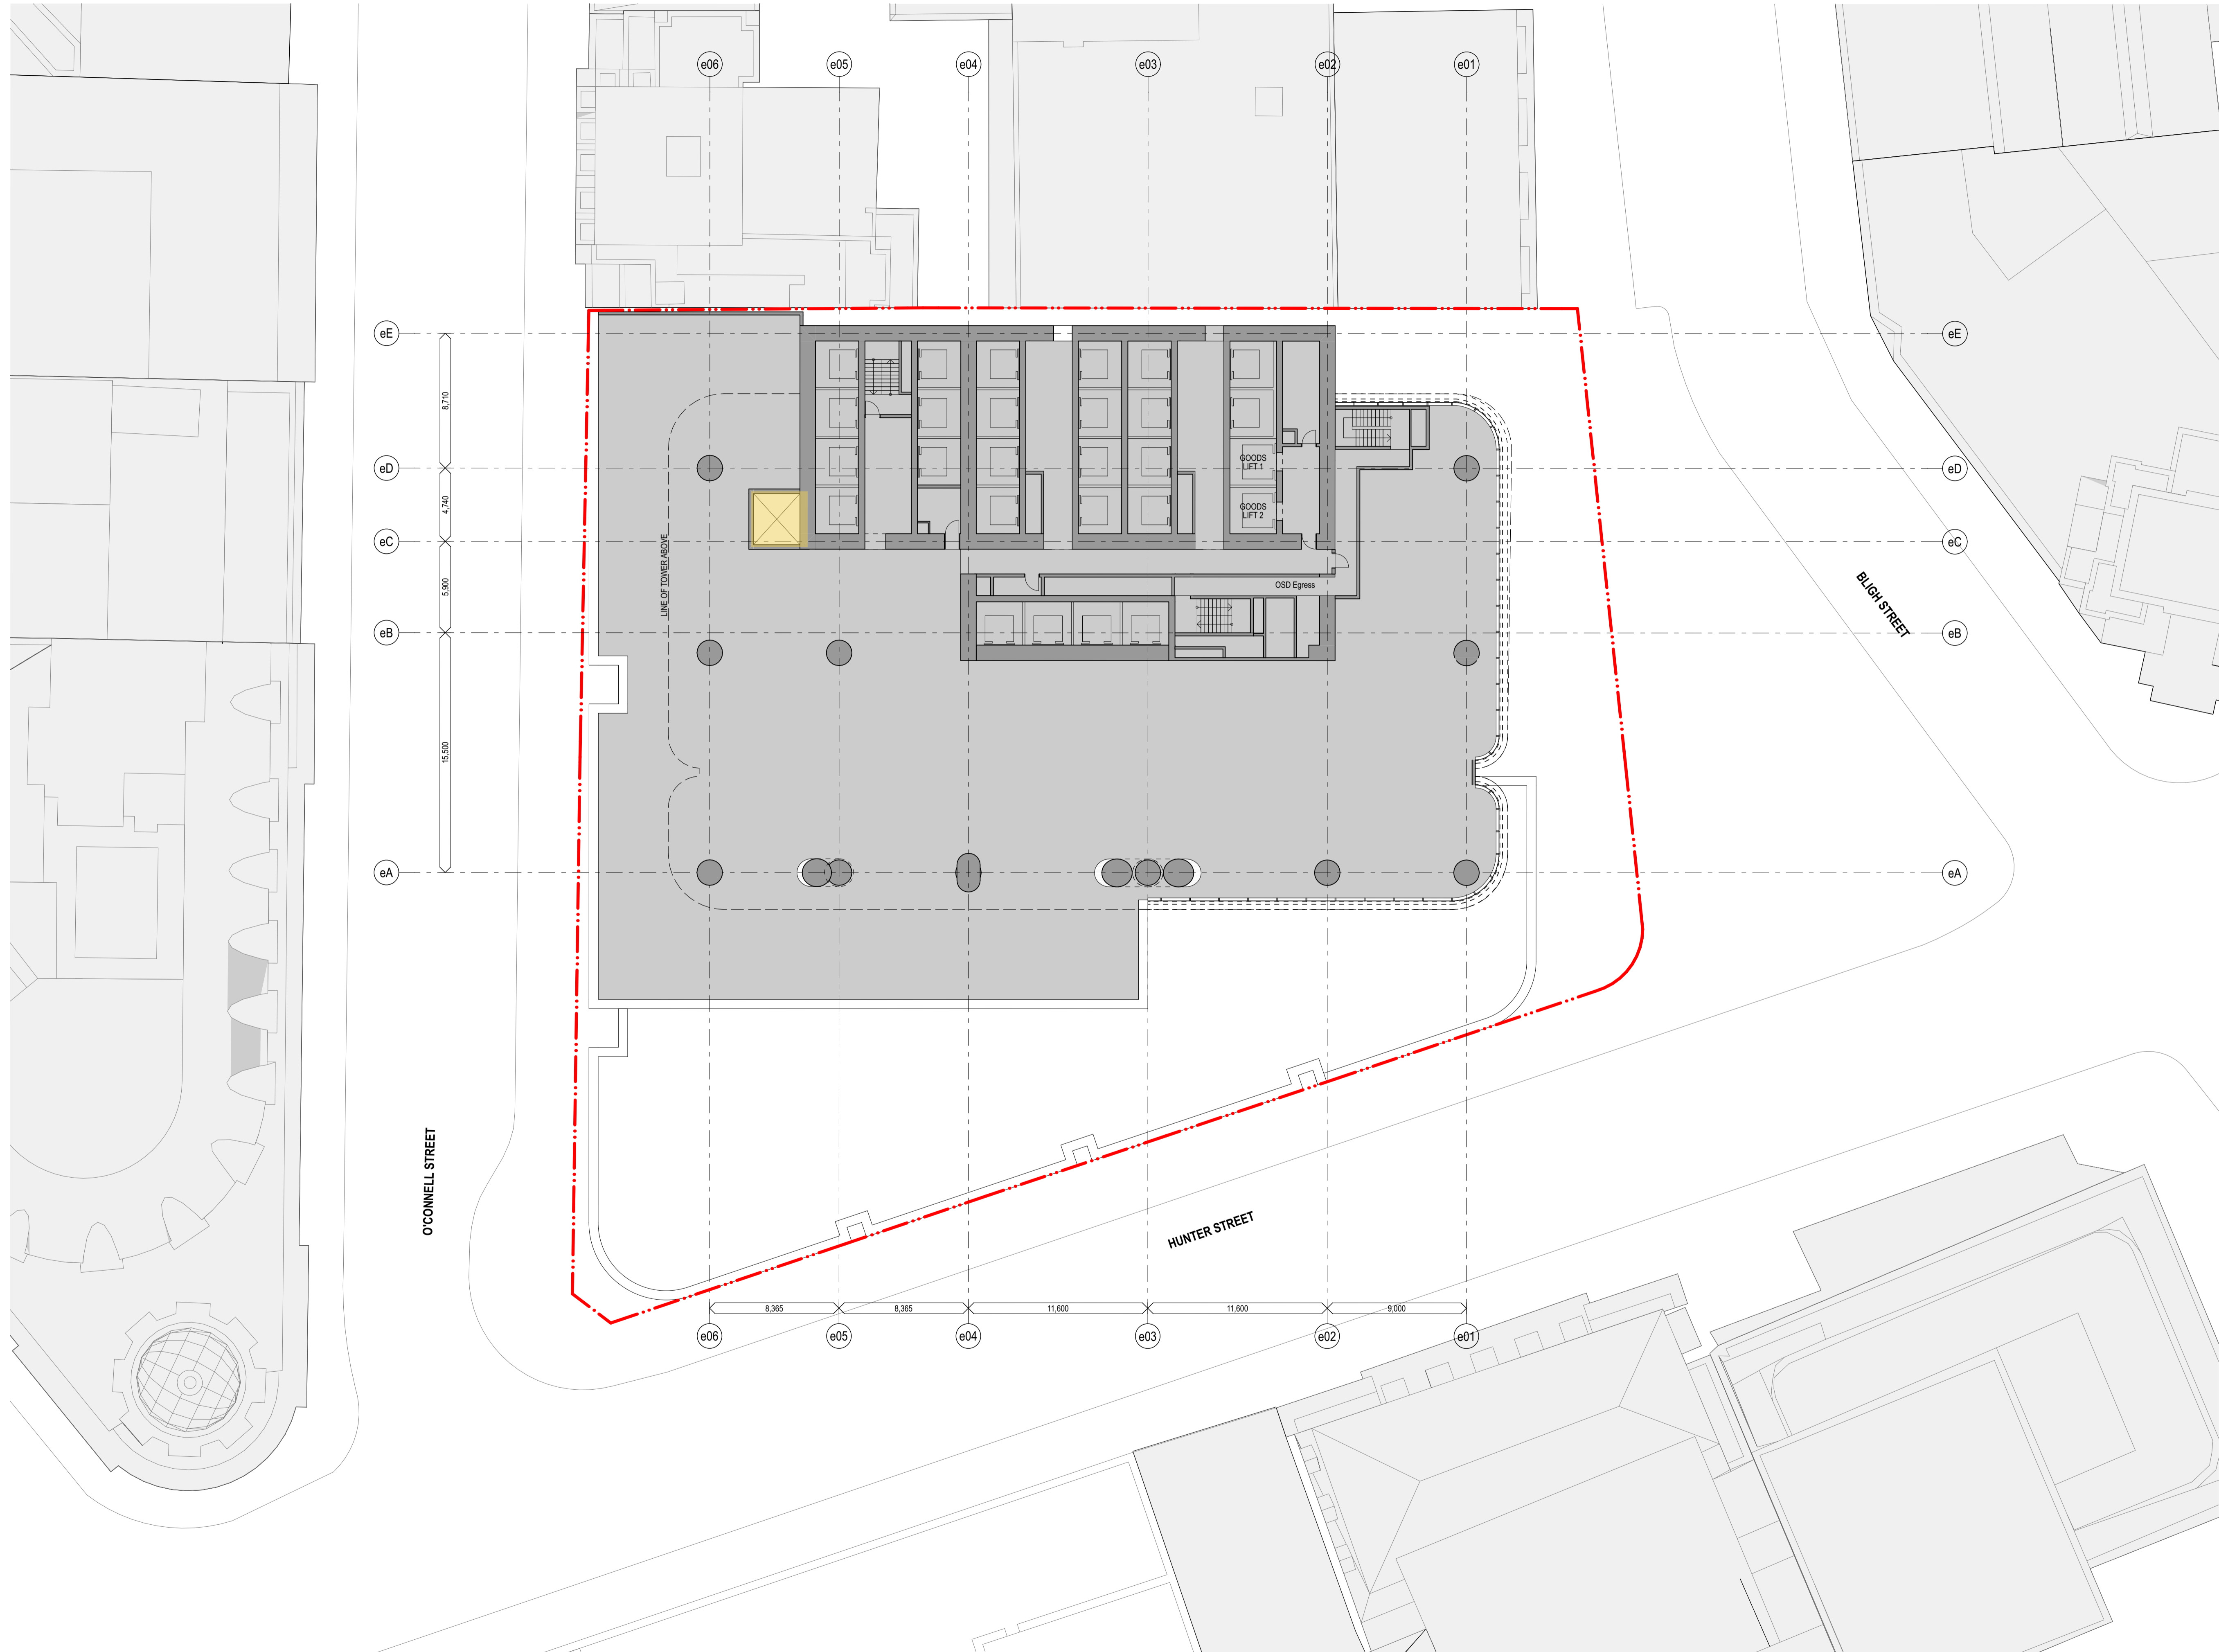 e06
e05
e04
e03
e02
e01
eE
eE
8,710
eD
eD
GOODS
LIFT 1
4,740
GOODS
LIFT 2
eC
eC
LINE OF TOWER ABOVE
5,900
OSD Egress
BLIGH STREET
eB
eB
15,500
eA
eA
O'CONNELL STREET
HUNTER STREET
8,365
8,365
11,600
11,600
9,000
e06
e05
e04
e03
e02
e01